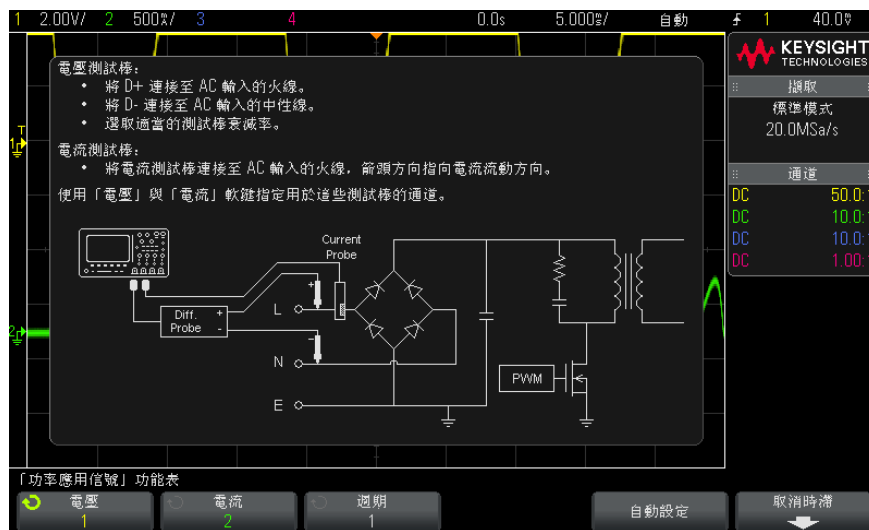 1 2.00V/ 2 500㎷/ 3 4 0.0s 5.000㎳/ 自動 1 40.0V
KEYSIGHT
TECHNOLOGIES
擷取
標準模式
20.0MSa/s
通道
DC 50.0:1
DC 10.0:1
DC 10.0:1
DC 1.00:1
電壓測試棒:
• 將 D+ 連接至 AC 輸入的火線。
• 將 D- 連接至 AC 輸入的中性線。
• 選取適當的測試棒衰減率。
電流測試棒:
• 將電流測試棒連接至 AC 輸入的火線, 箭頭方向指向電流流動方向。
使用「電壓」與「電流」軟鍵指定用於這些測試棒的通道。
Current
Probe
Diff.
Probe
+
-
+
-
L
N
E
PWM
T
1
2
「功率應用信號」功能表
電壓
1
電流
2
週期
1
自動設定
取消時滯